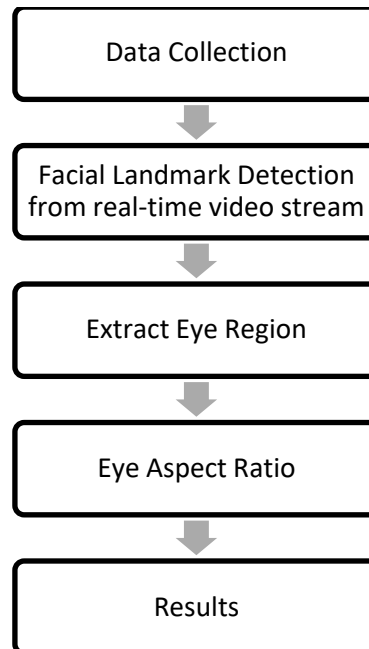 Data Collection
Facial Landmark Detection
from real-time video stream
Extract Eye Region
Eye Aspect Ratio
Results